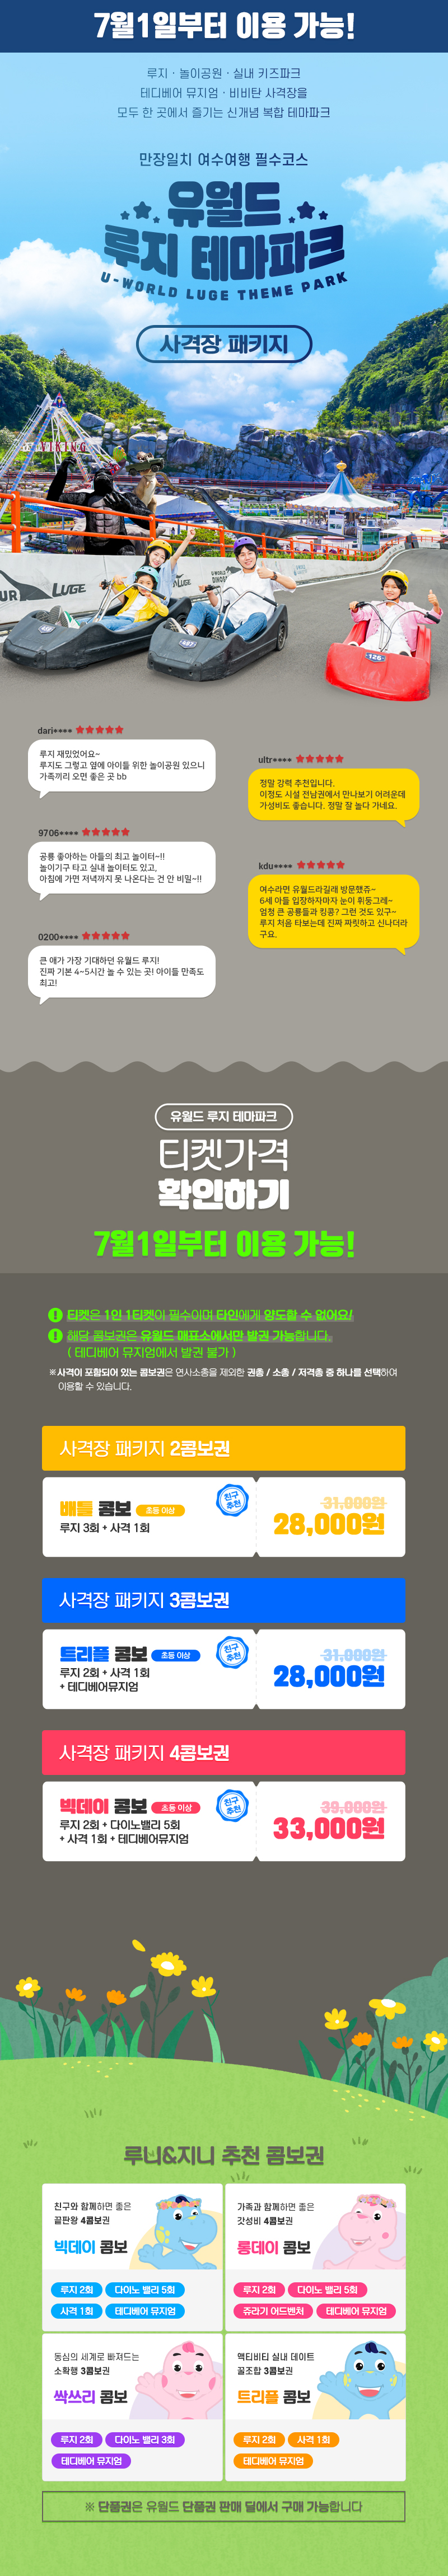 7월1일부터 이용 가능!
루지 · 놀이공원 · 실내 키즈파크
테디베어 뮤지엄 · 비비탄 사격장을
모두 한 곳에서 즐기는 신개념 복합 테마파크
만장일치 여수여행 필수코스
유월드
루지 테마파크
U-WORLD LUGE THEME PARK
사격장 패키지
VIKING
LUGE
126
dari****
루지 재밌었어요~
루지도 그렇고 옆에 아이들 위한 놀이공원 있으니
가족끼리 오면 좋은 곳 bb
ultr****
정말 강력 추천입니다.
이정도 시설 전남권에서 만나보기 어려운데
가성비도 좋습니다. 정말 잘 놀다 가네요.
9706****
공룡 좋아하는 아들의 최고 놀이터~!!
놀이기구 타고 실내 놀이터도 있고,
아침에 가면 저녁까지 못 나온다는 건 안 비밀~!!
kdu****
여수라면 유월드라길래 방문했쥬~
6세 아들 입장하자마자 눈이 휘둥그레~
엄청 큰 공룡들과 킹콩? 그런 것도 있구~
루지 처음 타보는데 진짜 짜릿하고 신나더라
구요.
0200****
큰 애가 가장 기대하던 유월드 루지!
진짜 기본 4~5시간 놀 수 있는 곳! 아이들 만족도
최고!
유월드 루지 테마파크
티켓가격
확인하기
7월1일부터 이용 가능!
! 티켓은 1인 1티켓이 필수이며 타인에게 양도할 수 없어요!
! 해당 콤보권은 유월드 매표소에서만 발권 가능합니다.
( 테디베어 뮤지엄에서 발권 불가 )
※사격이 포함되어 있는 콤보권은 연사소총을 제외한 권총 / 소총 / 저격총 중 하나를 선택하여
이용할 수 있습니다.
사격장 패키지 2콤보권
배틀 콤보 초등 이상
루지 3회 + 사격 1회
친구
추천
31,000원
28,000원
사격장 패키지 3콤보권
트리플 콤보 초등 이상
루지 2회 + 사격 1회
+ 테디베어뮤지엄
친구
추천
31,000원
28,000원
사격장 패키지 4콤보권
빅데이 콤보 초등 이상
루지 2회 + 다이노밸리 5회
+ 사격 1회 + 테디베어뮤지엄
친구
추천
39,000원
33,000원
루니&지니 추천 콤보권
친구와 함께하면 좋은
끝판왕 4콤보권
빅데이 콤보
루지 2회 다이노 밸리 5회
사격 1회 테디베어 뮤지엄
가족과 함께하면 좋은
갓성비 4콤보권
롱데이 콤보
루지 2회 다이노 밸리 5회
쥬라기 어드벤처 테디베어 뮤지엄
동심의 세계로 빠져드는
소확행 3콤보권
싹쓰리 콤보
루지 2회 다이노 밸리 3회
테디베어 뮤지엄
액티비티 실내 데이트
꿀조합 3콤보권
트리플 콤보
루지 2회 사격 1회
테디베어 뮤지엄
※ 단품권은 유월드 단품권 판매 딜에서 구매 가능합니다